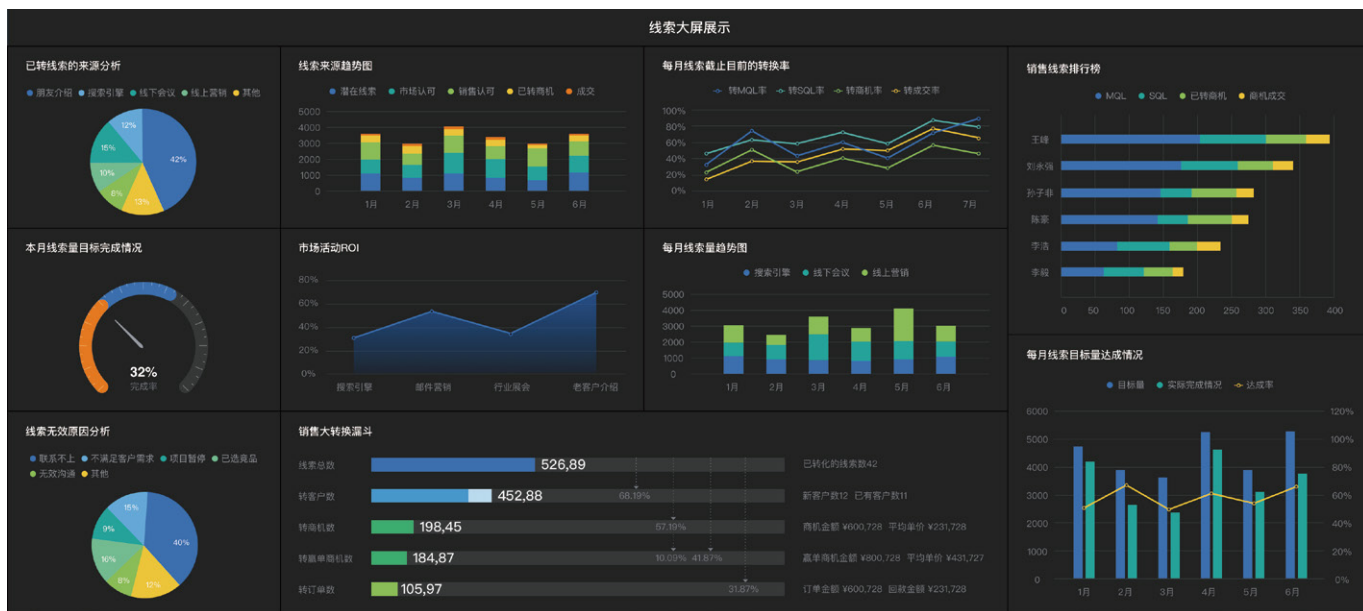 线索大屏展示
已转线索的来源分析
朋友介绍 搜索引擎 线下会议 线上营销 其他
12%
42%
15%
10%
8%
13%
线索来源趋势图
潜在线索 市场认可 销售认可 已转商机 成交
5000
4000
3000
2000
1000
0
1月 2月 3月 4月 5月 6月
每月线索截止目前的转换率
转MQL率 转SQL率 转商机率 转成交率
100%
80%
60%
40%
20%
0%
1月 2月 3月 4月 5月 6月 7月
销售线索排行榜
MQL SQL 已转商机 商机成交
王峰
刘永强
孙子非
陈豪
李浩
李
0 50 100 150 200 250 300 350 400
本月线索量目标完成情况
32%
完成率
市场活动ROI
80%
60%
40%
20%
0%
搜索引擎 邮件营销 行业展会 老客户介绍
每月线索量趋势图
搜索引擎 线下会议 线上营销
5000
4000
3000
2000
1000
0
1月 2月 3月 4月 5月 6月
每月线索目标量达成情况
目标量 实际完成情况 达成率
6000 120%
5000 100%
4000 80%
3000 60%
2000 40%
1000 20%
0 0%
1月 2月 3月 4月 5月 6月
线索无效原因分析
联系不上 不满足客户需求 项目暂停 已选竞品
无效沟通 其他
15%
40%
9%
16%
8%
12%
销售大转换漏斗
线索总数 526,89 已转化的线索数42
转客户数 452,88 68.19% 新客户数12 已有客户数11
转商机数 198,45 57.19% 商机金额 ¥600,728 平均单价 ¥231,728
转赢单商机数 184,87 10.09% 41.87% 赢单商机金额 ¥800,728 平均单价 ¥431,727
转订单数 105,97 31.87% 订单金额 ¥600,728 回款金额 ¥231,728